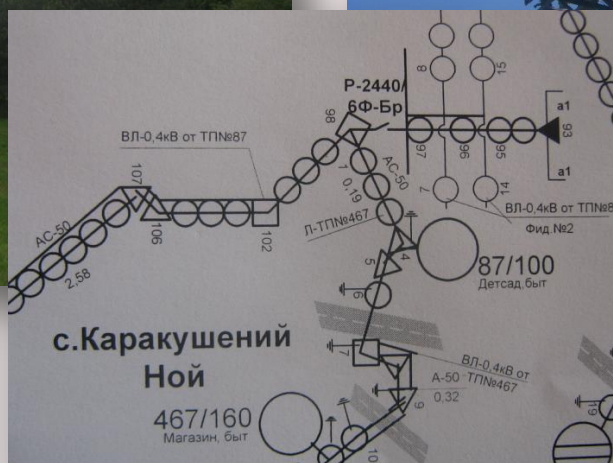 8
15
Р-2440/
6Ф-Бр
а1
98
97
96
95
93
ВЛ-0,4кВ от ТП№87
1
АС-50
0,19
а1
107
7
14
ВЛ-0,4кВ от ТП№8
Фид.№2
АС-50
106
102
Л-ТП№467
4
5
87/100
Детсад,быт
2,58
6
с.Каракушений
Ной
7
ВЛ-0,4кВ от
ТП№467
А-50
0,32
9
467/160
Магазин, быт
10
19